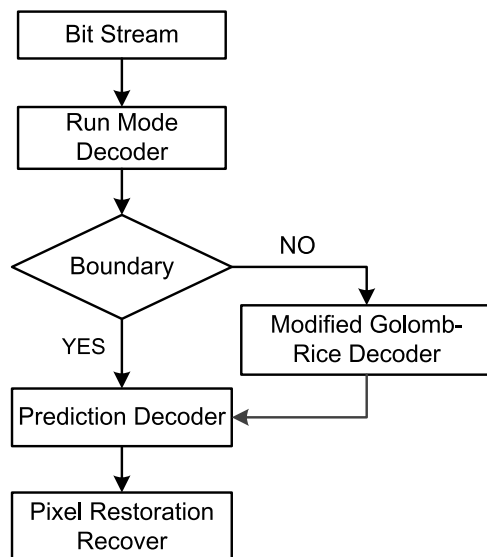 Bit Stream
Run Mode
Decoder
Boundary
NO
YES
Modified Golomb-
Rice Decoder
Prediction Decoder
Pixel Restoration
Recover